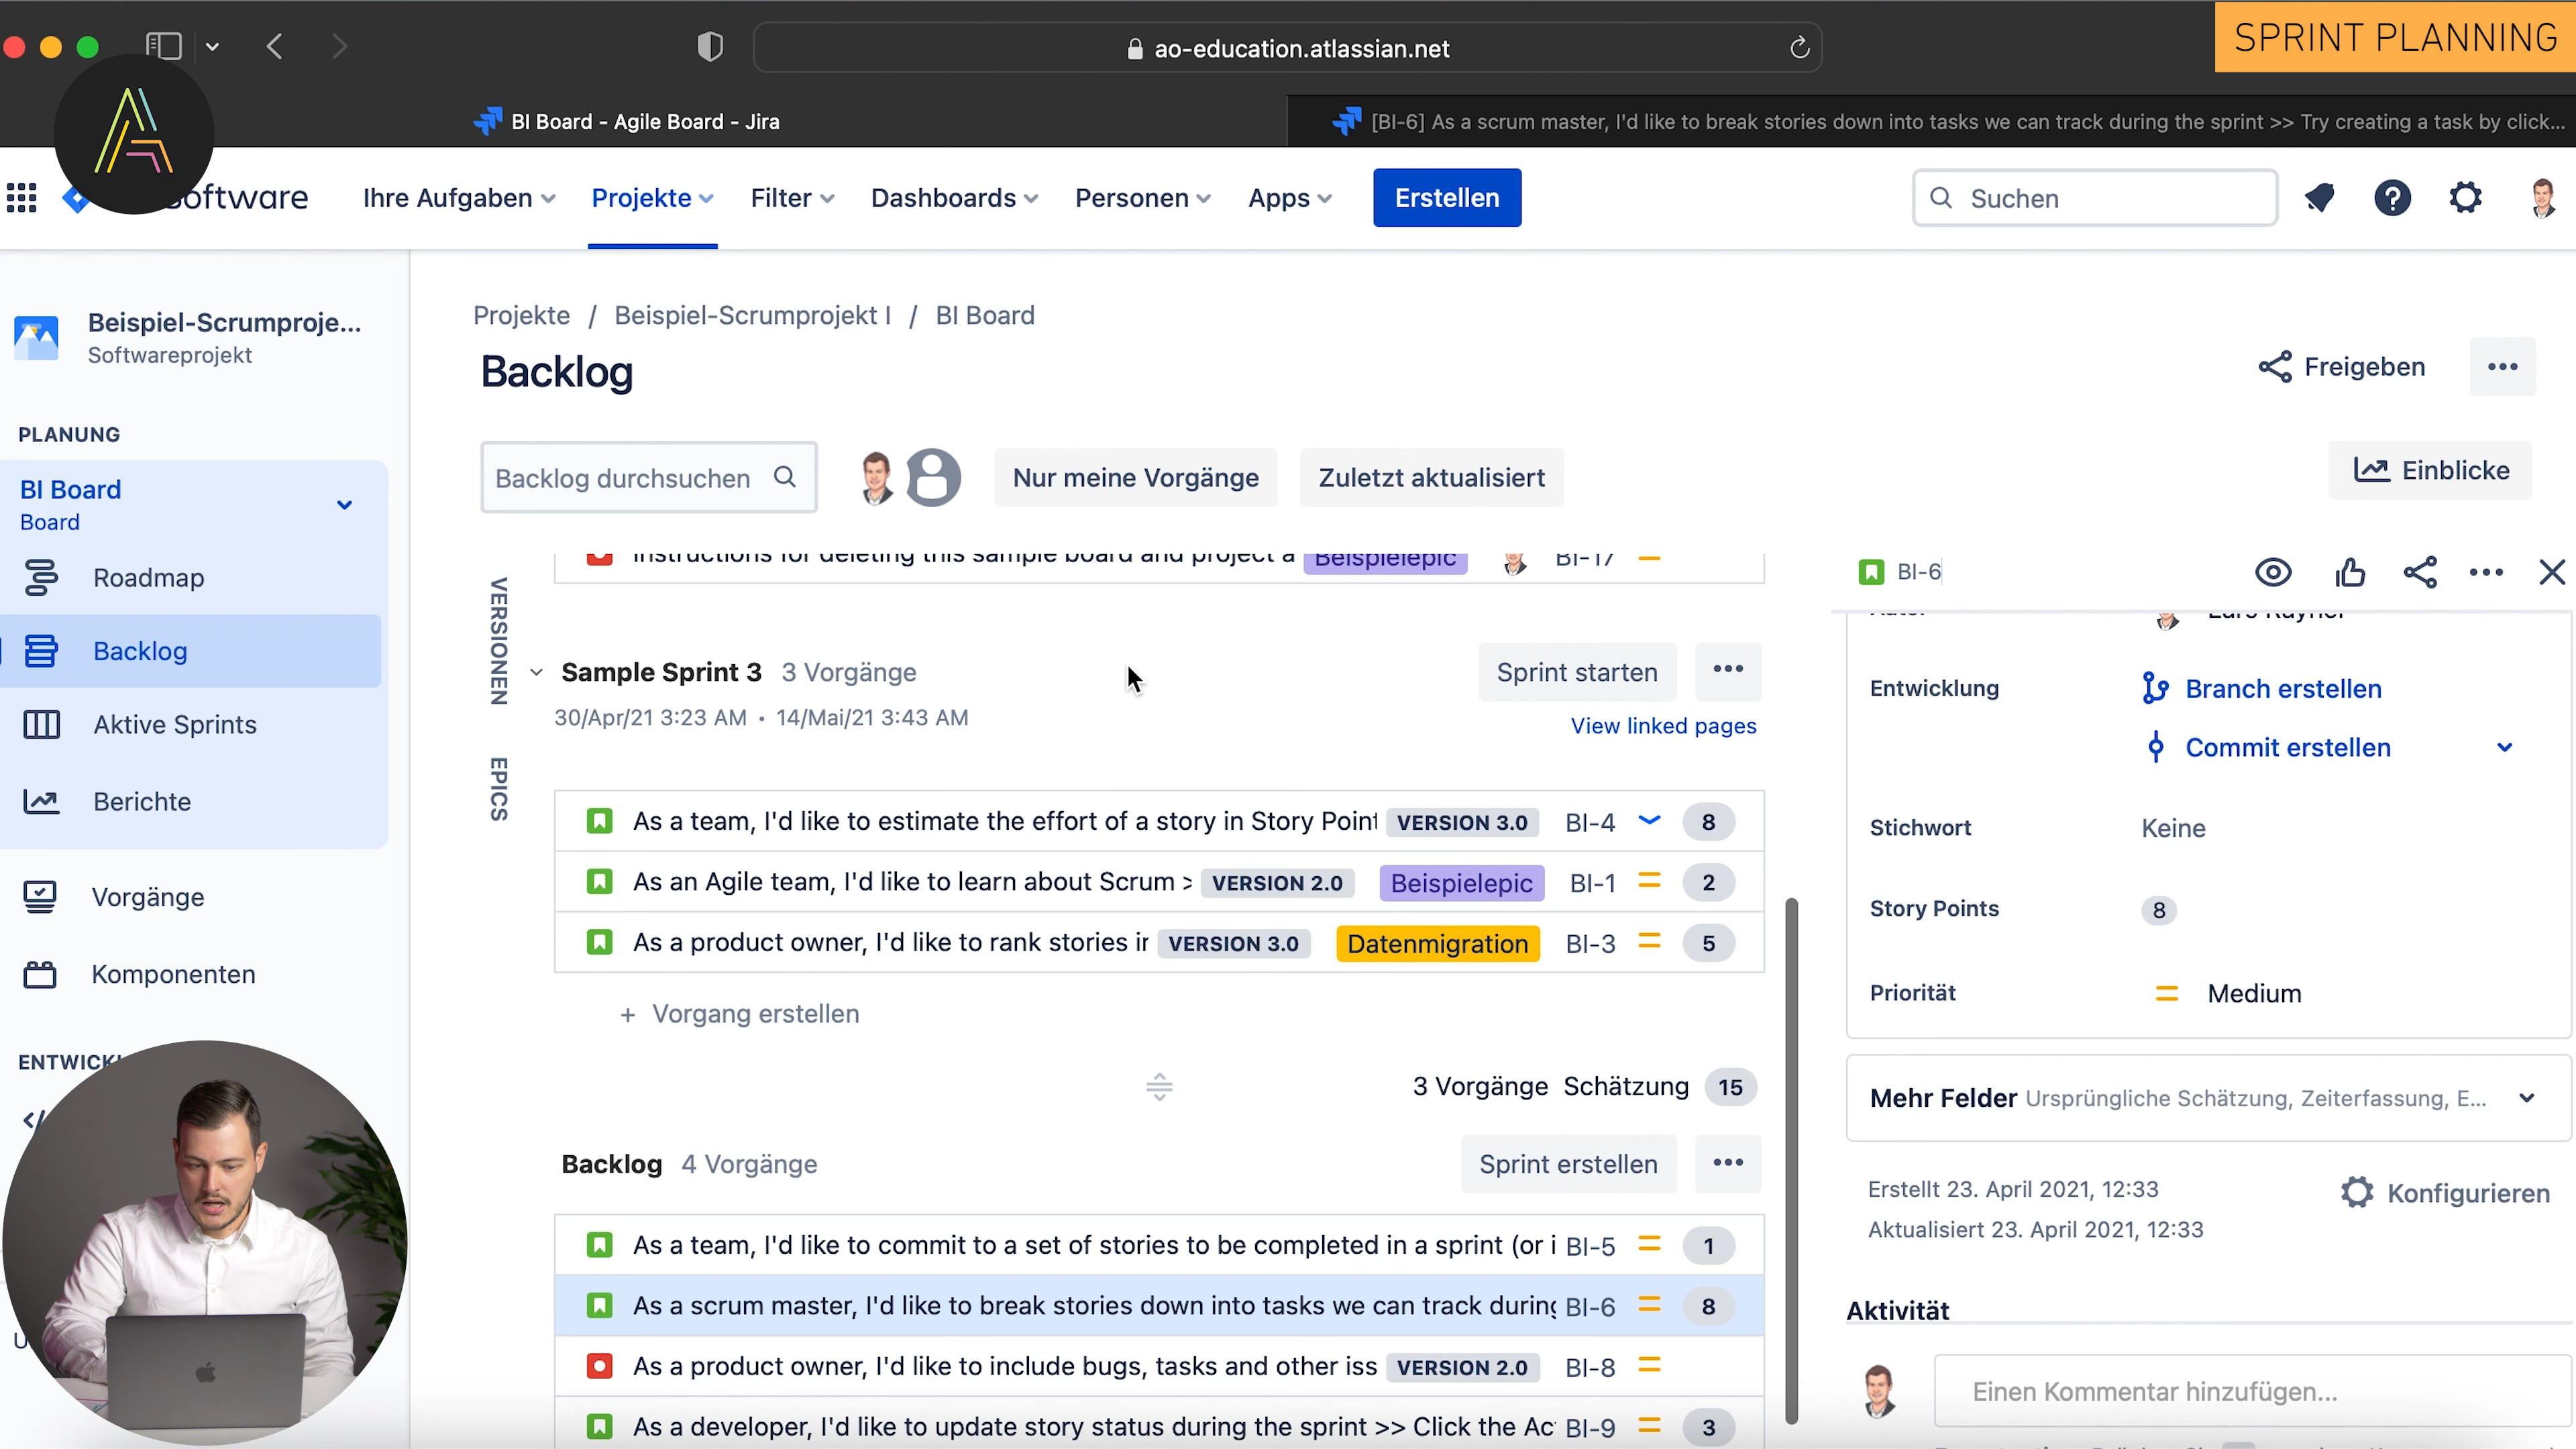 SPRINT PLANNING
ao-education.atlassian.net
BI Board - Agile Board - Jira
[BI-6] As a scrum master, I'd like to break stories down into tasks we can track during the sprint >> Try creating a task by click...
oftware
Ihre Aufgaben
Projekte
Filter
Dashboards
Personen
Apps
Erstellen
Suchen
Beispiel-Scrumproje...
Softwareprojekt
Projekte / Beispiel-Scrumprojekt I / BI Board
Backlog
Freigeben
PLANUNG
BI Board
Board
Roadmap
Backlog
Aktive Sprints
Berichte
Vorgänge
Komponenten
ENTWICK
Backlog durchsuchen
Nur meine Vorgänge
Zuletzt aktualisiert
Einblicke
VERSIONEN
EPICS
Instructions for deleting this sample board and project a Beispielepic BI-17
Sample Sprint 3 3 Vorgänge
Sprint starten
30/Apr/21 3:23 AM • 14/Mai/21 3:43 AM
View linked pages
As a team, I'd like to estimate the effort of a story in Story Point VERSION 3.0 BI-4 8
As an Agile team, I'd like to learn about Scrum > VERSION 2.0 Beispielepic BI-1 2
As a product owner, I'd like to rank stories in VERSION 3.0 Datenmigration BI-3 5
+ Vorgang erstellen
3 Vorgänge Schätzung 15
Backlog 4 Vorgänge
Sprint erstellen
As a team, I'd like to commit to a set of stories to be completed in a sprint (or i BI-5 1
As a scrum master, I'd like to break stories down into tasks we can track during BI-6 8
As a product owner, I'd like to include bugs, tasks and other iss VERSION 2.0 BI-8
As a developer, I'd like to update story status during the sprint >> Click the Ac BI-9 3
BI-6
Entwicklung
Branch erstellen
Commit erstellen
Stichwort Keine
Story Points 8
Priorität Medium
Mehr Felder Ursprüngliche Schätzung, Zeiterfassung, E...
Erstellt 23. April 2021, 12:33
Aktualisiert 23. April 2021, 12:33
Konfigurieren
Aktivität
Einen Kommentar hinzufügen...